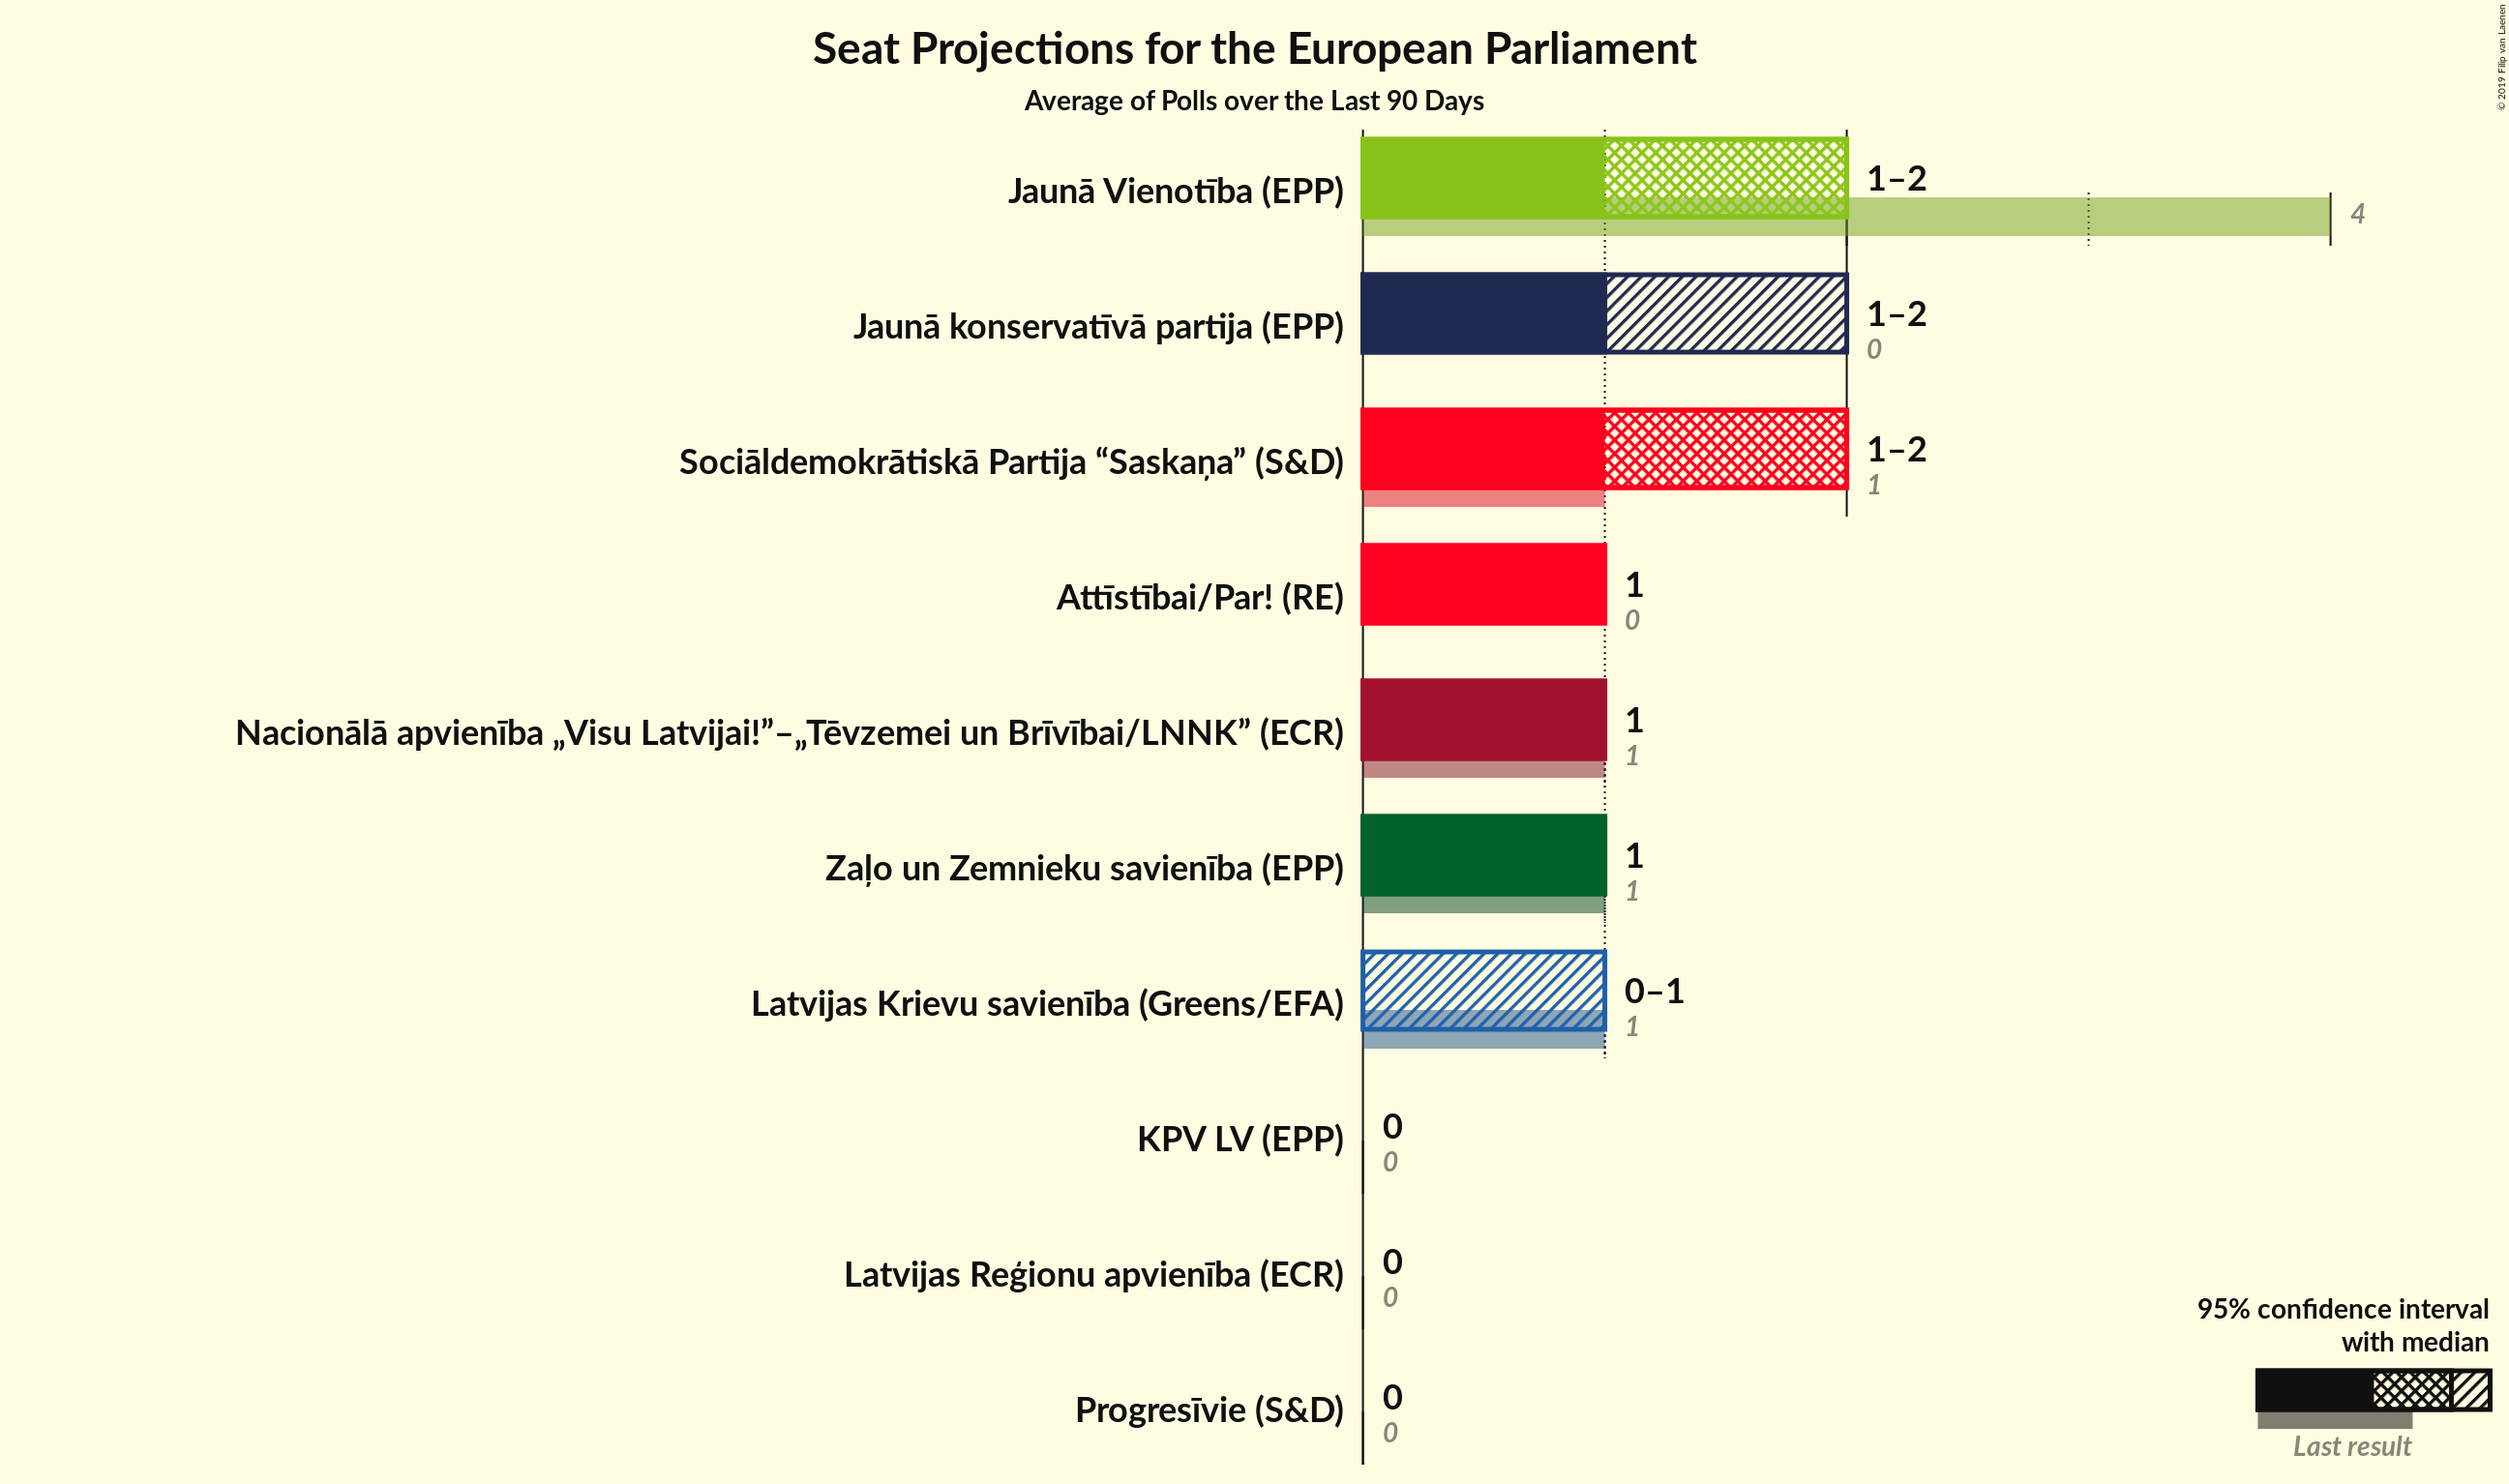 Seat Projections for the European Parliament
Average of Polls over the Last 90 Days
© 2019 Filip van Laenen
Jaunā Vienotība (EPP)
1–2
4
Jaunā konservatīvā partija (EPP)
1–2
0
Sociāldemokrātiskā Partija “Saskaņa” (S&D)
1–2
1
Attīstībai/Par! (RE)
1
0
Nacionālā apvienība „Visu Latvijai!”–„Tēvzemei un Brīvībai/LNNK” (ECR)
1
1
Zaļo un Zemnieku savienība (EPP)
1
1
Latvijas Krievu savienība (Greens/EFA)
0–1
1
KPV LV (EPP)
0
0
Latvijas Reģionu apvienība (ECR)
0
0
Progresīvie (S&D)
0
0
95% confidence interval
with median
Last result